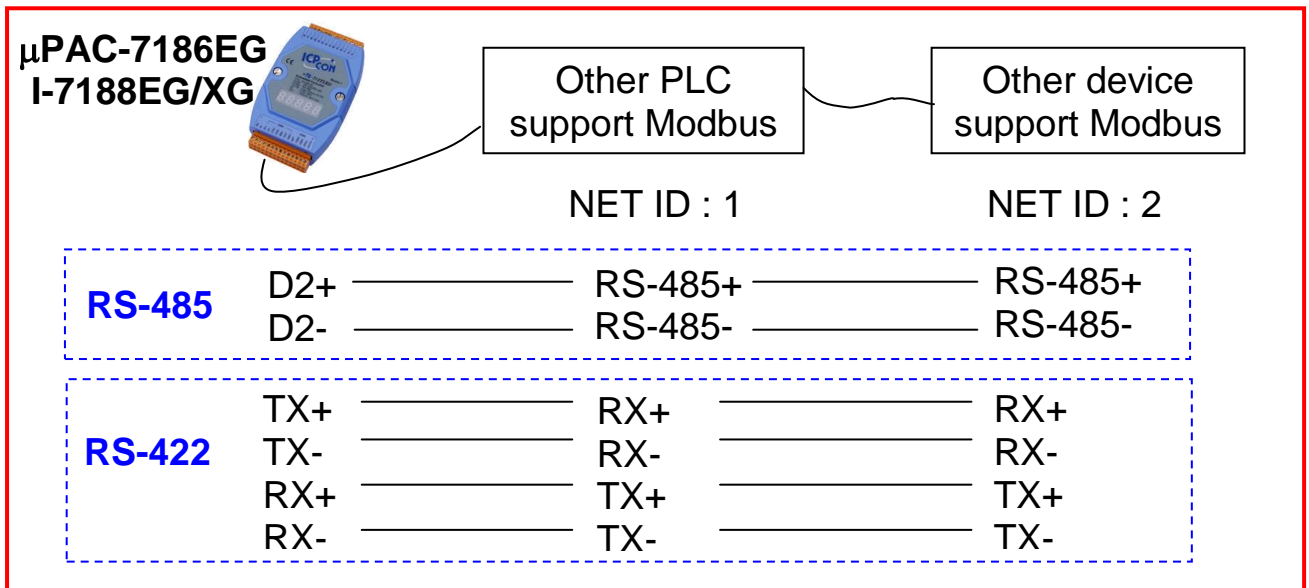 µPAC-7186EG
I-7188EG/XG
ICP CON
Other PLC
support Modbus
Other device
support Modbus
NET ID : 1
NET ID : 2
RS-485
D2+ RS-485+ RS-485+
D2- RS-485- RS-485-
RS-422
TX+ RX+ RX+
TX- RX- RX-
RX+ TX+ TX+
RX- TX- TX-